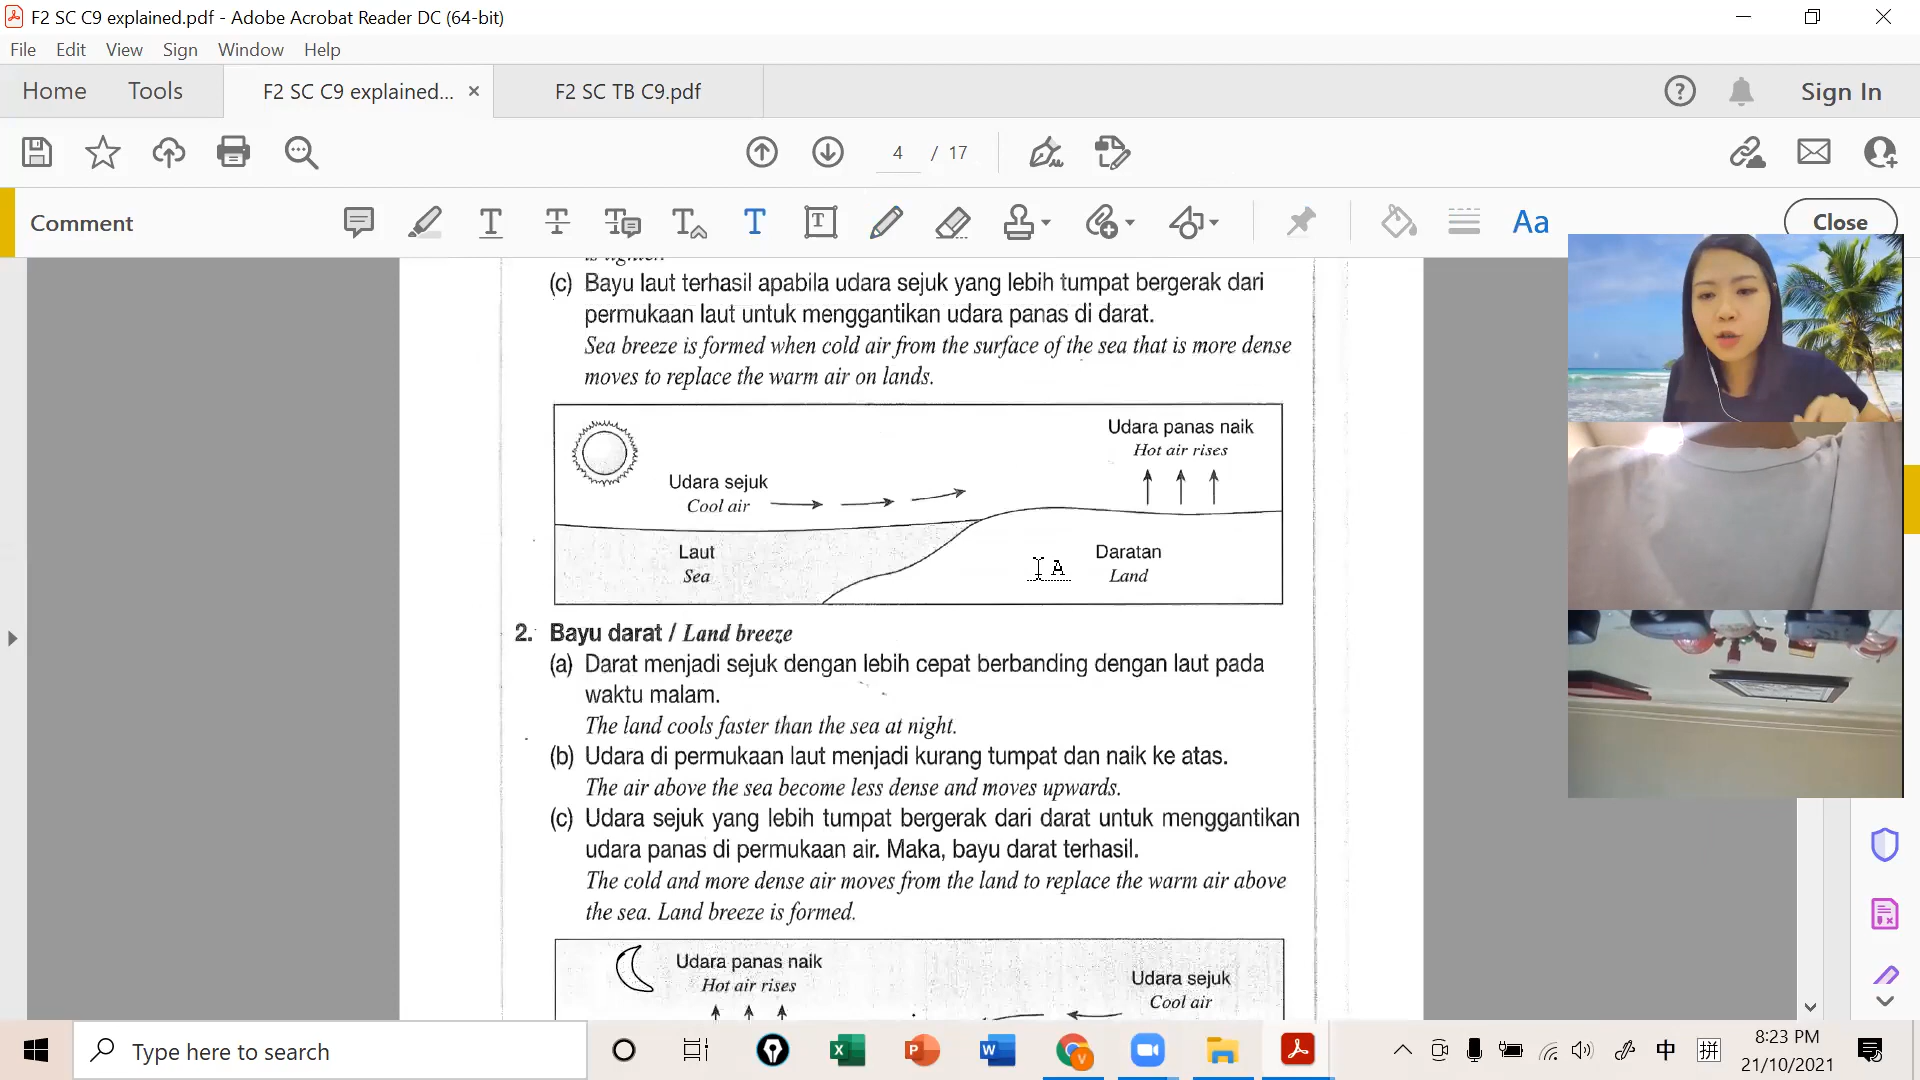 F2 SC C9 explained.pdf - Adobe Acrobat Reader DC (64-bit)
File Edit View Sign Window Help
Home Tools F2 SC C9 explained... × F2 SC TB C9.pdf Sign In
4 / 17
Comment Close
is lighter.
(c) Bayu laut terhasil apabila udara sejuk yang lebih tumpat bergerak dari
permukaan laut untuk menggantikan udara panas di darat.
Sea breeze is formed when cold air from the surface of the sea that is more dense
moves to replace the warm air on lands.
Udara panas naik
Hot air rises
Udara sejuk
Cool air
Laut
Sea
Daratan
Land
2. Bayu darat / Land breeze
(a) Darat menjadi sejuk dengan lebih cepat berbanding dengan laut pada
waktu malam.
The land cools faster than the sea at night.
(b) Udara di permukaan laut menjadi kurang tumpat dan naik ke atas.
The air above the sea become less dense and moves upwards.
(c) Udara sejuk yang lebih tumpat bergerak dari darat untuk menggantikan
udara panas di permukaan air. Maka, bayu darat terhasil.
The cold and more dense air moves from the land to replace the warm air above
the sea. Land breeze is formed.
Udara panas naik
Hot air rises
Udara sejuk
Cool air
Type here to search
中 拼
8:23 PM
21/10/2021